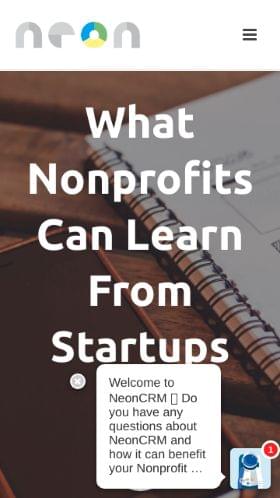 neon
What
Nonprofits
Can Learn
From
Startups
Welcome to
NeonCRM ▯ Do
you have any
questions about
NeonCRM and
how it can benefit
your Nonprofit ...
1